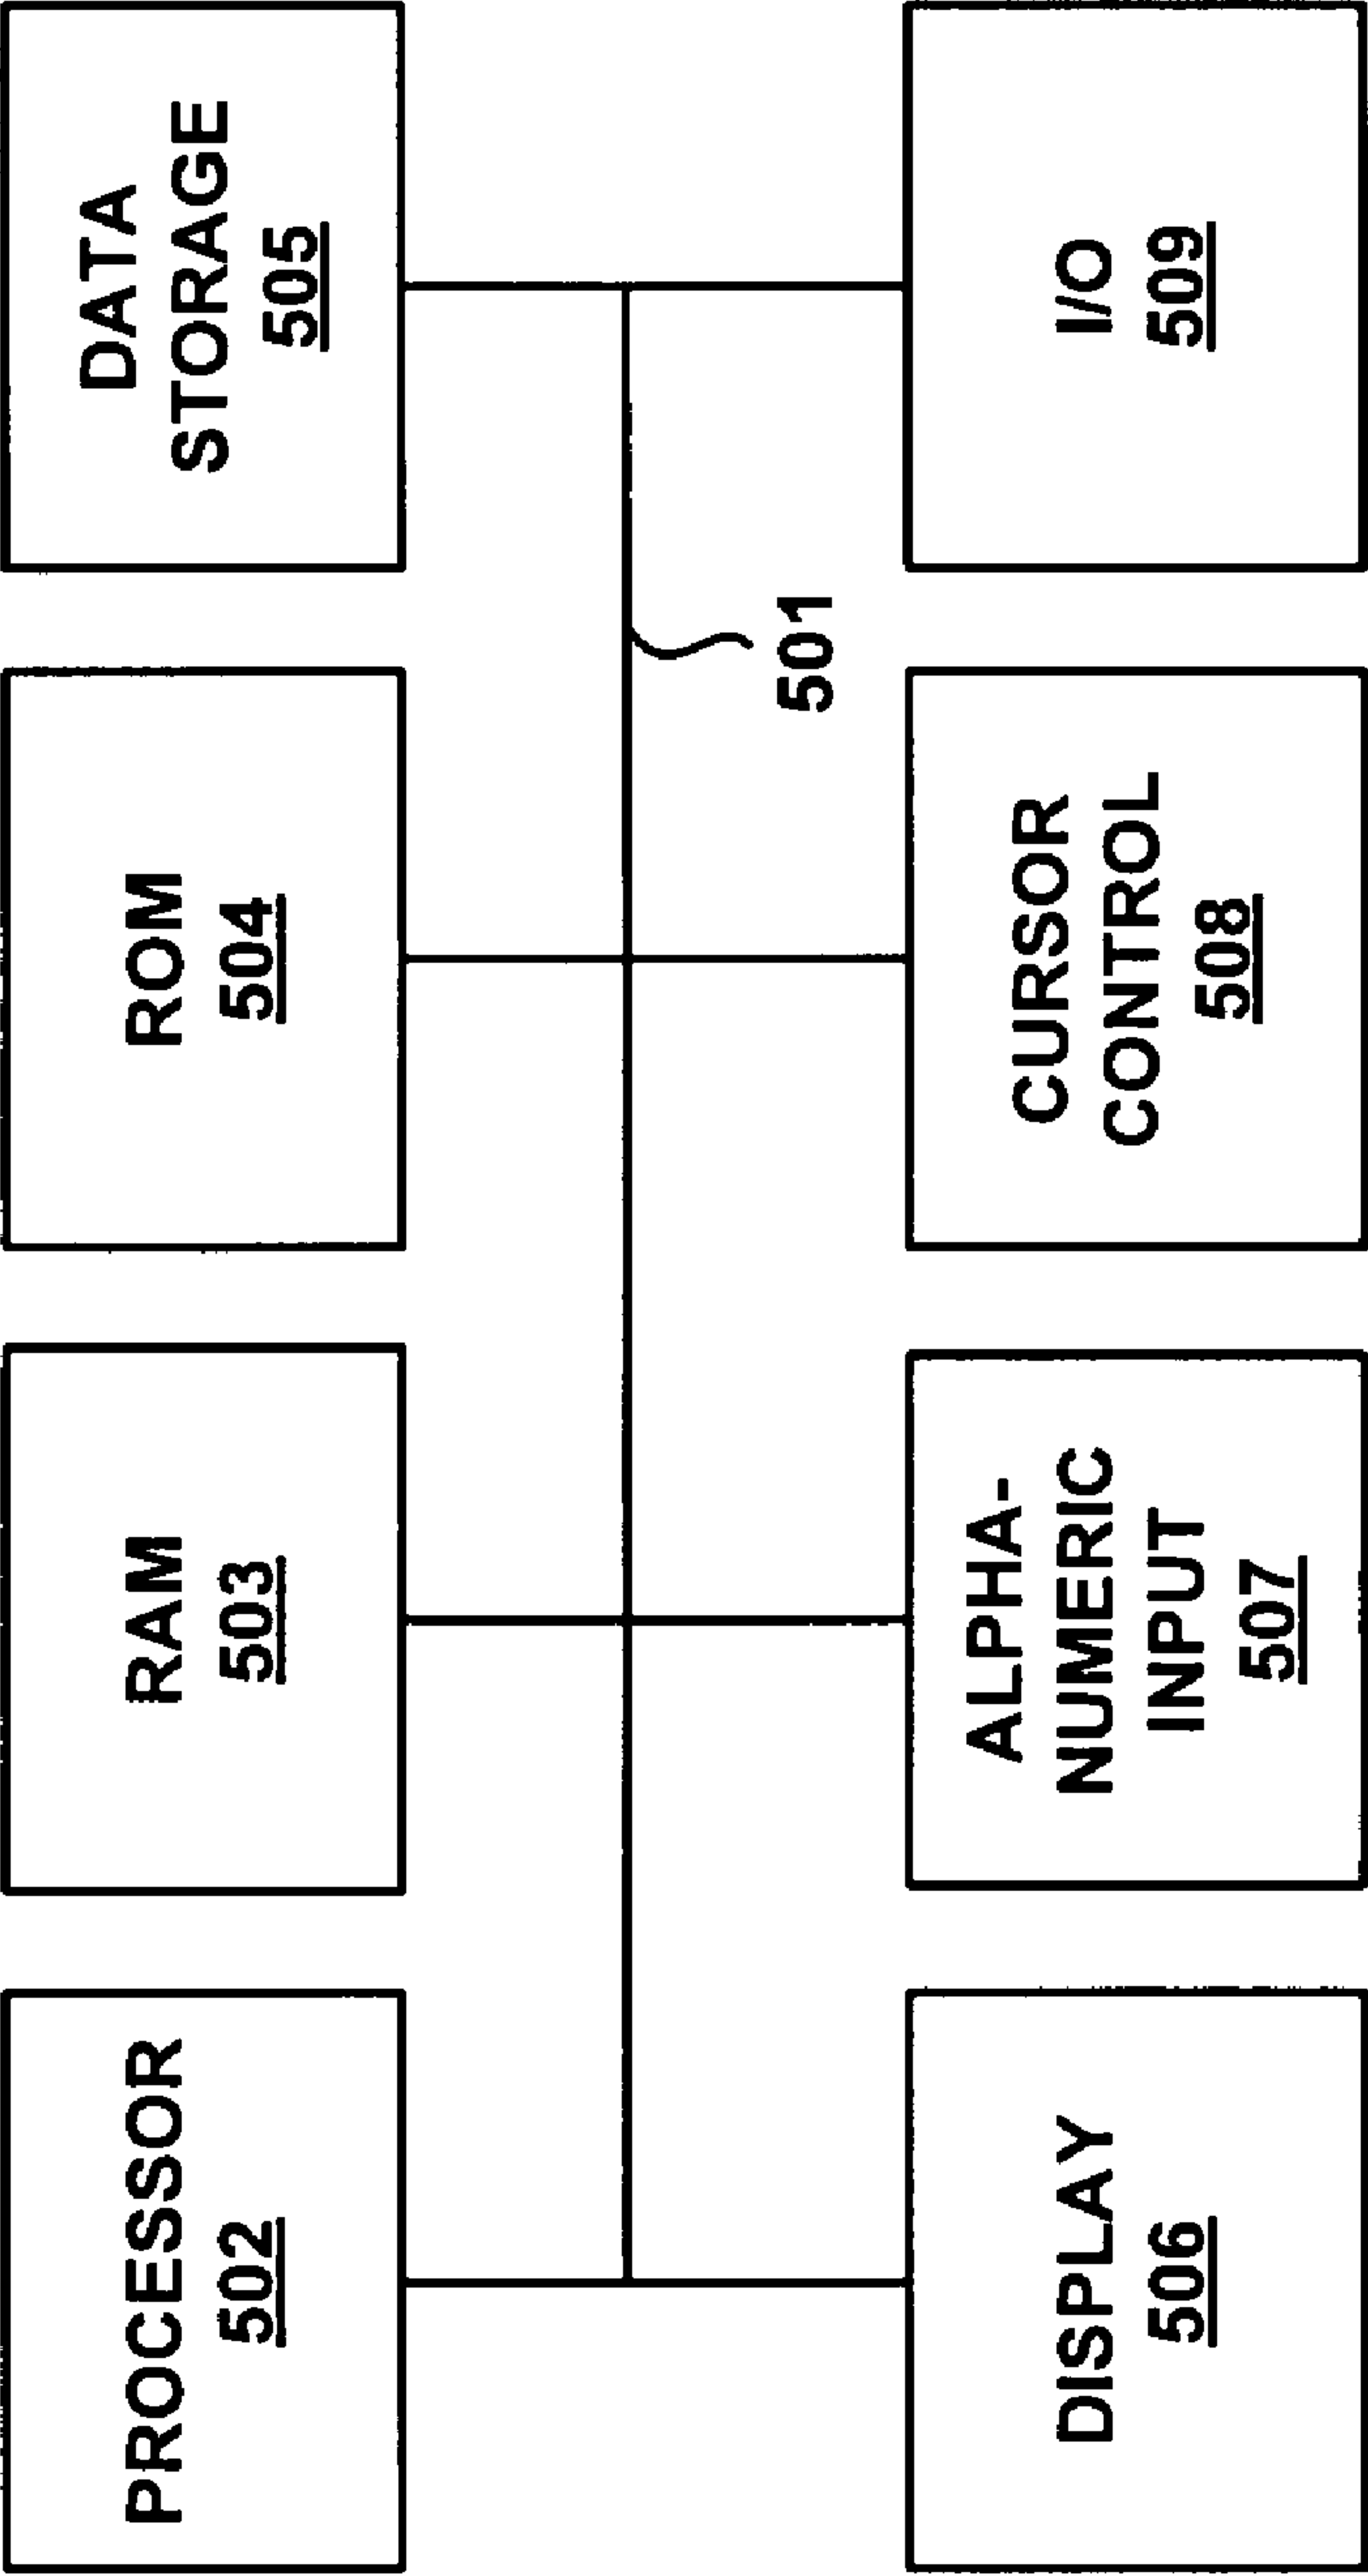 PROCESSOR
502
RAM
503
ROM
504
DATA
STORAGE
505
501
DISPLAY
506
ALPHA-
NUMERIC
INPUT
507
CURSOR
CONTROL
508
I/O
509